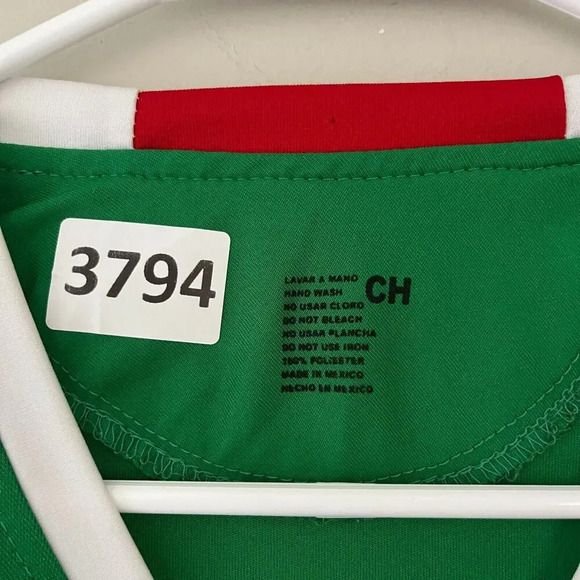 3794
LAVAR A MANO
HAND WASH
NO USAR CLORO
DO NOT BLEACH
NO USAR PLANCHA
DO NOT USE IRON
100% POLIESTER
MADE IN MEXICO
HECHO EN MEXICO
CH